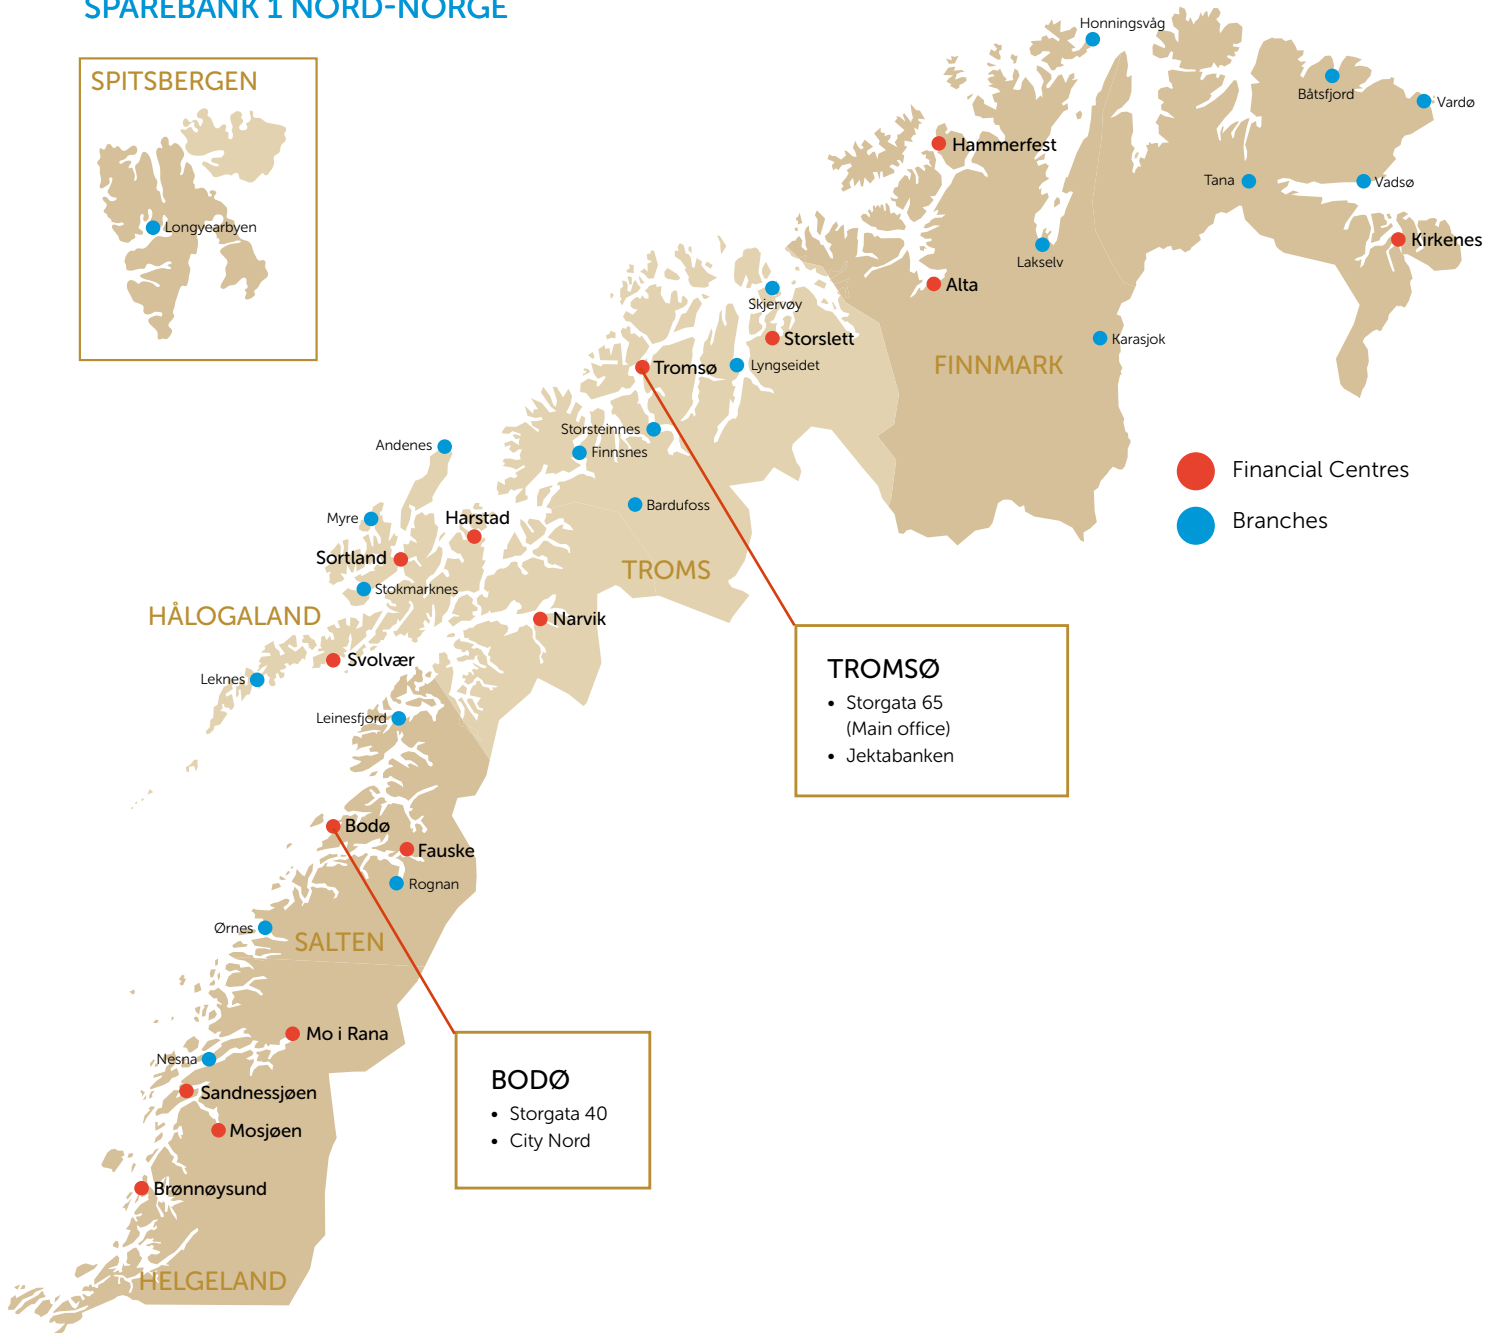 SPAREBANK 1 NORD-NORGE
SPITSBERGEN
Longyearbyen
Honningsvåg
Båtsfjord
Vardø
Hammerfest
Tana
Vadsø
Kirkenes
Lakselv
Alta
Skjervøy
Storslett
Karasjok
Lyngseidet
FINNMARK
Tromsø
Storsteinnes
Finnsnes
Andenes
Bardufoss
Myre
Harstad
Sortland
TROMS
Stokmarknes
HÅLOGALAND
Narvik
Svolvær
Leknes
Leinesfjord
Financial Centres
Branches
TROMSØ
• Storgata 65
(Main office)
• Jektabanken
Bodø
Fauske
Rognan
Ørnes
SALTEN
Mo i Rana
Nesna
Sandnessjøen
Mosjøen
Brønnøysund
HELGELAND
BODØ
• Storgata 40
• City Nord